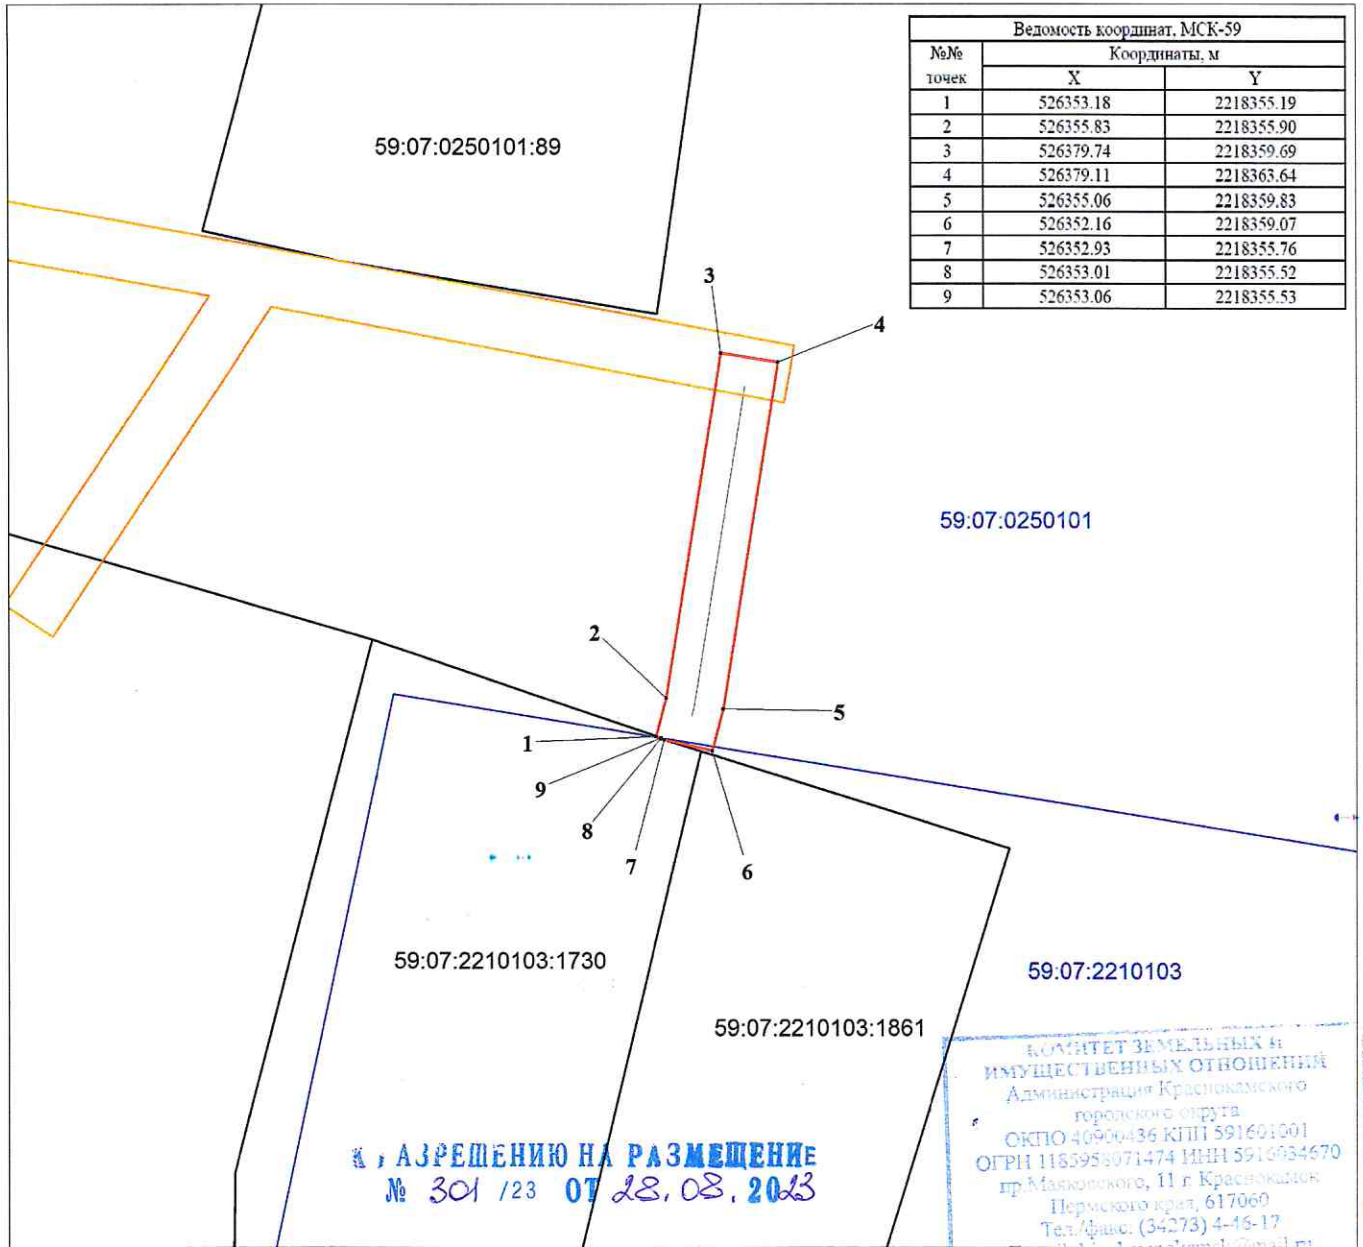 Ведомость координат, МСК-59
№№ точек Координаты, м
X Y
1 526353.18 2218355.19
2 526355.83 2218355.90
3 526379.74 2218359.69
4 526379.11 2218363.64
5 526355.06 2218359.83
6 526352.16 2218359.07
7 526352.93 2218355.76
8 526353.01 2218355.52
9 526353.06 2218355.53
59:07:0250101:89
3
4
59:07:0250101
2
5
1
9
8
7
6
59:07:2210103:1730
59:07:2210103
59:07:2210103:1861
К АЗРЕШЕНИЮ НА РАЗМЕЩЕНИЕ
№ 301 /23 ОТ 28.08.2023
КОМИТЕТ ЗЕМЕЛЬНЫХ И
ИМУЩЕСТВЕННЫХ ОТНОШЕНИЙ
Администрация Краснокамского
городского округа
ОКПО 40900436 КПП 591601001
ОГРН 1185958071474 ИНН 5916034670
пр.Маяковского, 11 г. Краснокамск
Пермского края, 617060
Тел./факс: (34273) 4-46-17